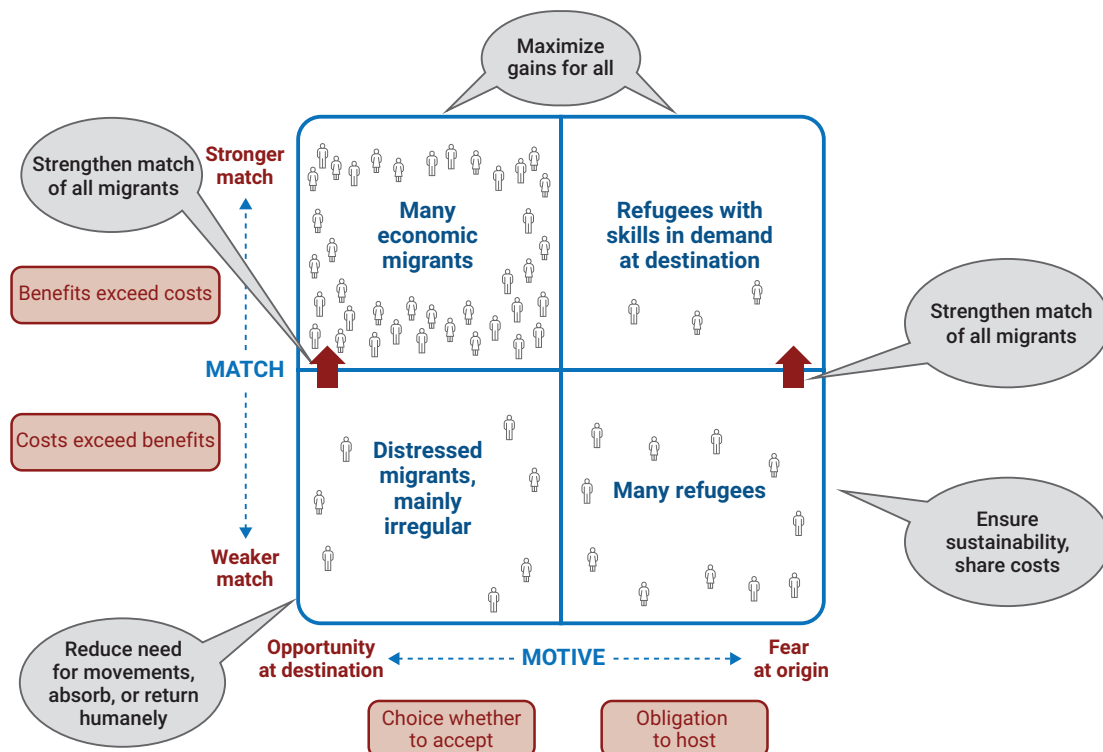 Maximize
gains for all
Strengthen match
of all migrants
Stronger
match
Many
economic
migrants
Refugees with
skills in demand
at destination
Benefits exceed costs
Strengthen match
of all migrants
MATCH
Costs exceed benefits
Distressed
migrants,
mainly
irregular
Many refugees
Ensure
sustainability,
share costs
Weaker
match
Reduce need
for movements,
absorb, or return
humanely
Opportunity
at destination
MOTIVE
Fear
at origin
Choice whether
to accept
Obligation
to host